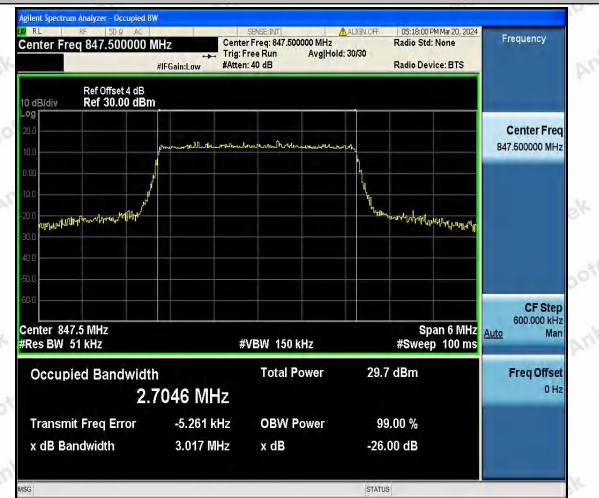 Agilent Spectrum Analyzer - Occupied BW
RL RF 50 Ω AC SENSE:INT ALIGN OFF 05:18:00 PM Mar 20, 2024
Center Freq 847.500000 MHz
Center Freq: 847.500000 MHz
Radio Std: None
Trig: Free Run Avg|Hold: 30/30
#IFGain:Low #Atten: 40 dB Radio Device: BTS
Frequency
Ref Offset 4 dB
10 dB/div Ref 30.00 dBm
Log
20.0
10.0
0.00
-10.0
-20.0
-30.0
-40.0
-50.0
-60.0
Center Freq
847.500000 MHz
Center 847.5 MHz Span 6 MHz
#Res BW 51 kHz #VBW 150 kHz #Sweep 100 ms
CF Step
600.000 kHz
Auto Man
Occupied Bandwidth Total Power 29.7 dBm
2.7046 MHz
Transmit Freq Error -5.261 kHz OBW Power 99.00 %
x dB Bandwidth 3.017 MHz x dB -26.00 dB
Freq Offset
0 Hz
MSG STATUS